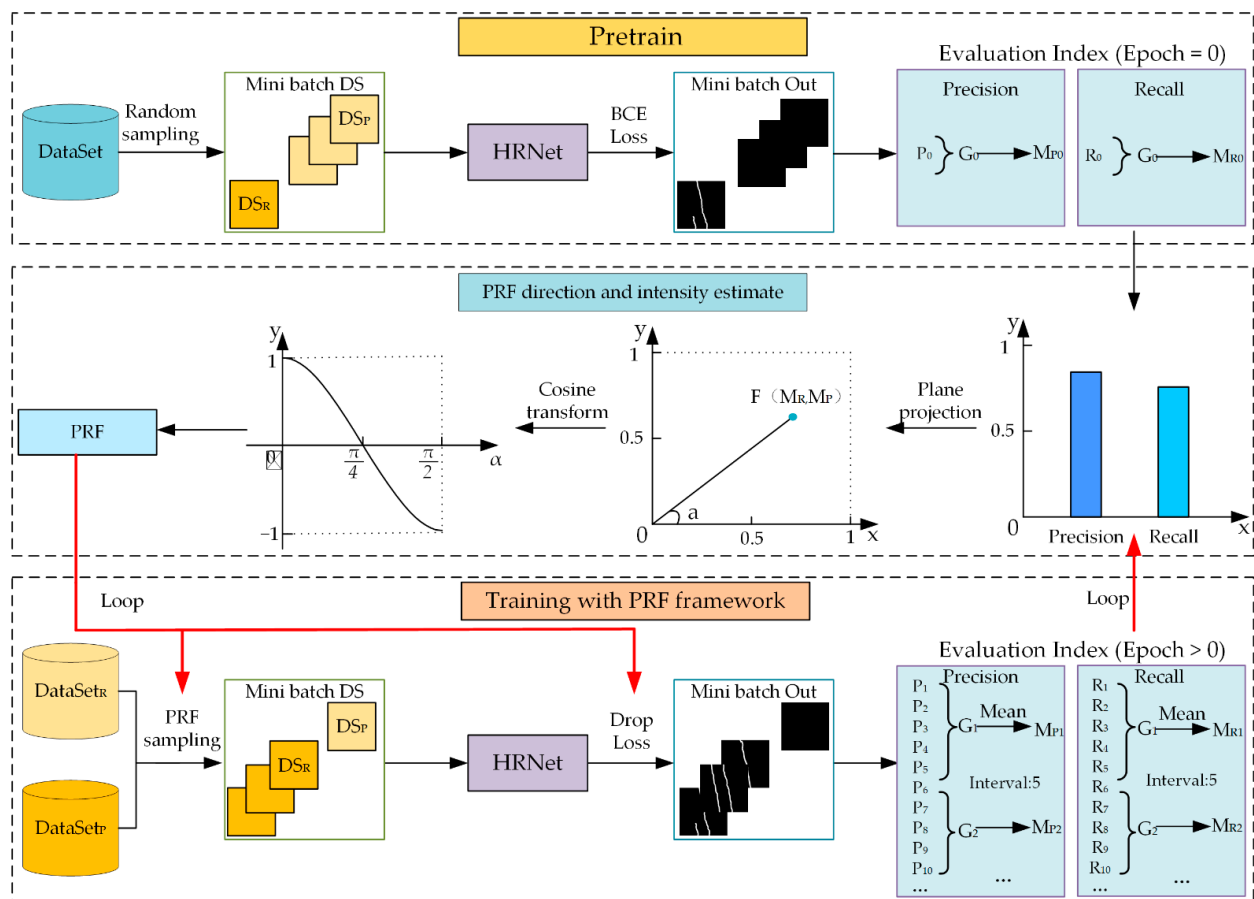 Pretrain
Evaluation Index (Epoch = 0)
DataSet
Random
sampling
Mini batch DS
DSP
DSR
HRNet
BCE
Loss
Mini batch Out
Precision
P0
G0
MP0
Recall
R0
G0
MR0
PRF direction and intensity estimate
PRF
y
1
0
-1
π
4
π
2
α
Cosine
transform
y
1
0.5
0
F（MR,MP）
a
0.5
1
x
Plane
projection
y
1
0.5
0
Precision
Recall
x
Loop
Training with PRF framework
Loop
Evaluation Index (Epoch > 0)
DataSetR
DataSetP
PRF
sampling
Mini batch DS
DSP
DSR
HRNet
Drop
Loss
Mini batch Out
Precision
P1
P2
P3
P4
P5
P6
P7
P8
P9
P10
...
G1
Mean
MP1
Interval:5
G2
MP2
...
Recall
R1
R2
R3
R4
R5
R6
R7
R8
R9
R10
...
G1
Mean
MR1
Interval:5
G2
MR2
...